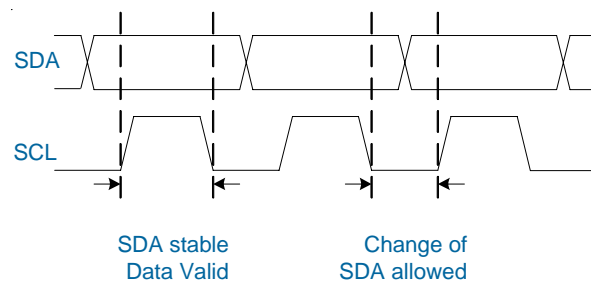 SDA
SCL
SDA stable
Data Valid
Change of
SDA allowed